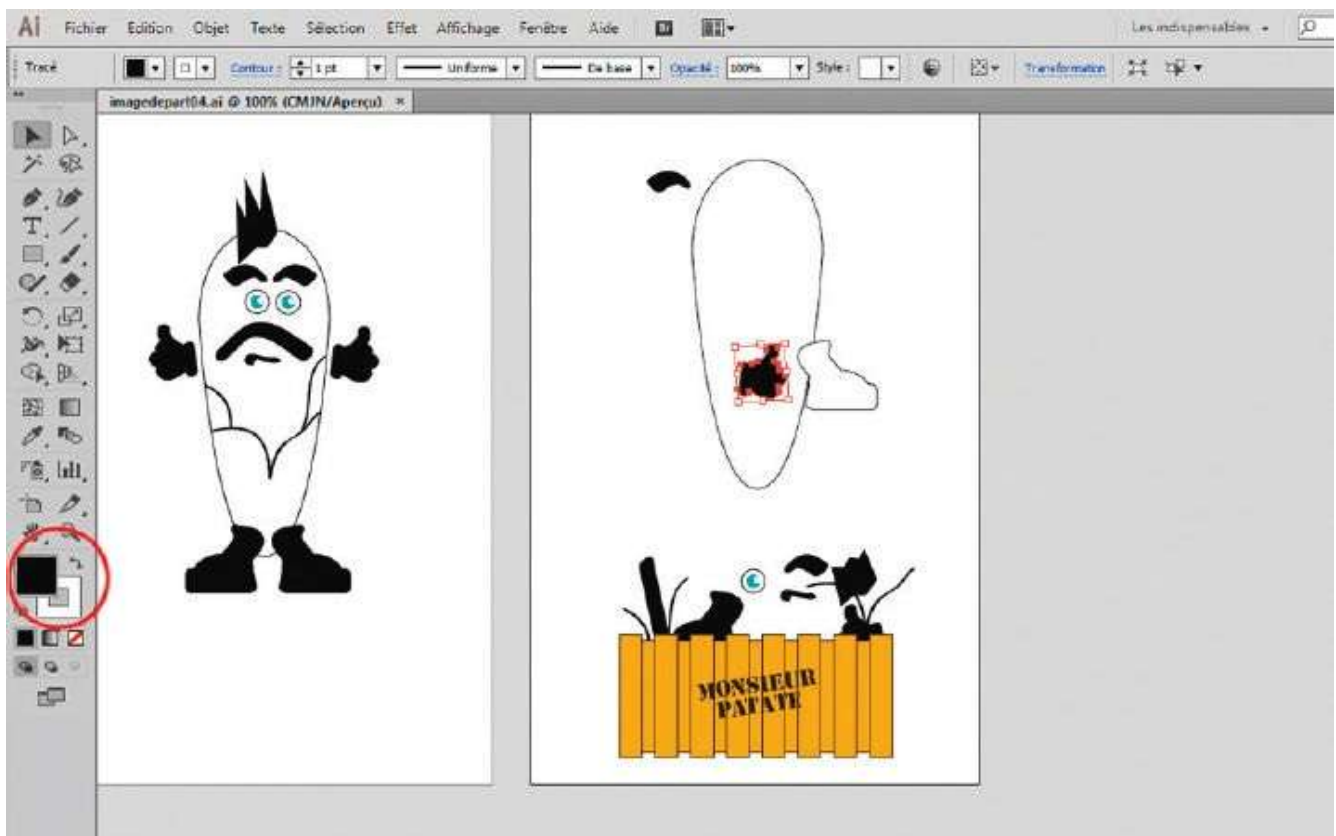 Ai Fichier Edition Objet Texte Sélection Effet Affichage Fenêtre Aide Br Les indispensables
Tracé Contour : 1 pt Uniforme De base Opacité : 100% Style : Transformation
imagedepart04.ai @ 100% (CMJN/Aperçu) ×
MONSIEUR
PATATE